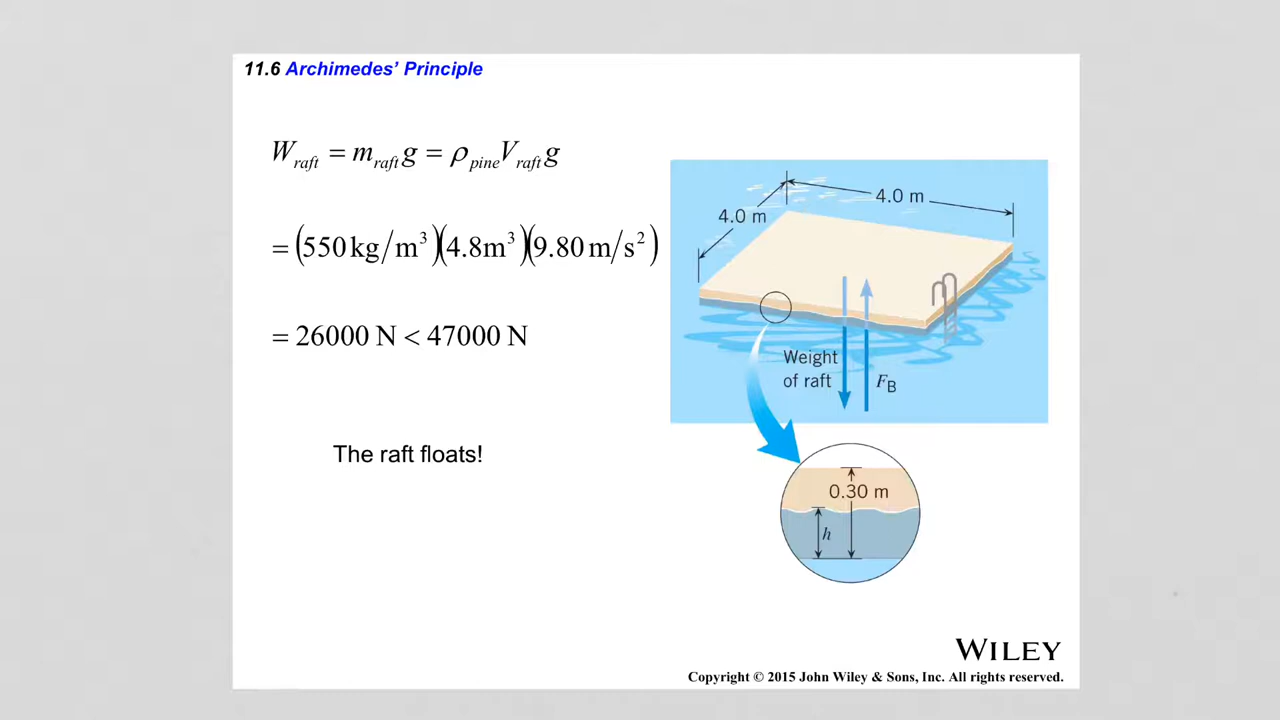 11.6 Archimedes' Principle
W_raft = m_raft g = ρ_pine V_raft g
= (550 kg/m³)(4.8m³)(9.80 m/s²)
= 26000 N < 47000 N
The raft floats!
4.0 m
4.0 m
Weight
of raft
F_B
0.30 m
h
WILEY
Copyright © 2015 John Wiley & Sons, Inc. All rights reserved.